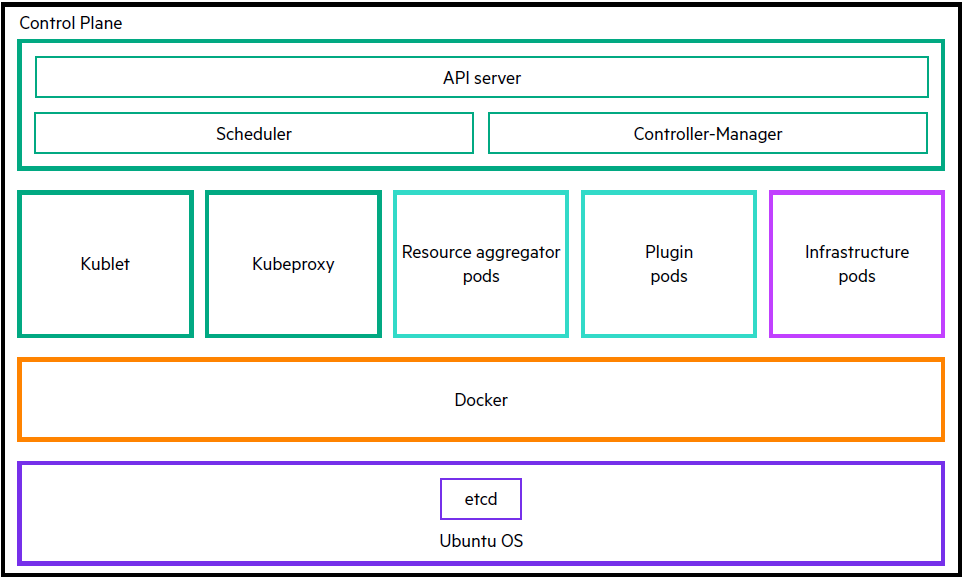 Control Plane
API server
Scheduler
Controller-Manager
Kublet
Kubeproxy
Resource aggregator
pods
Plugin
pods
Infrastructure
pods
Docker
etcd
Ubuntu OS